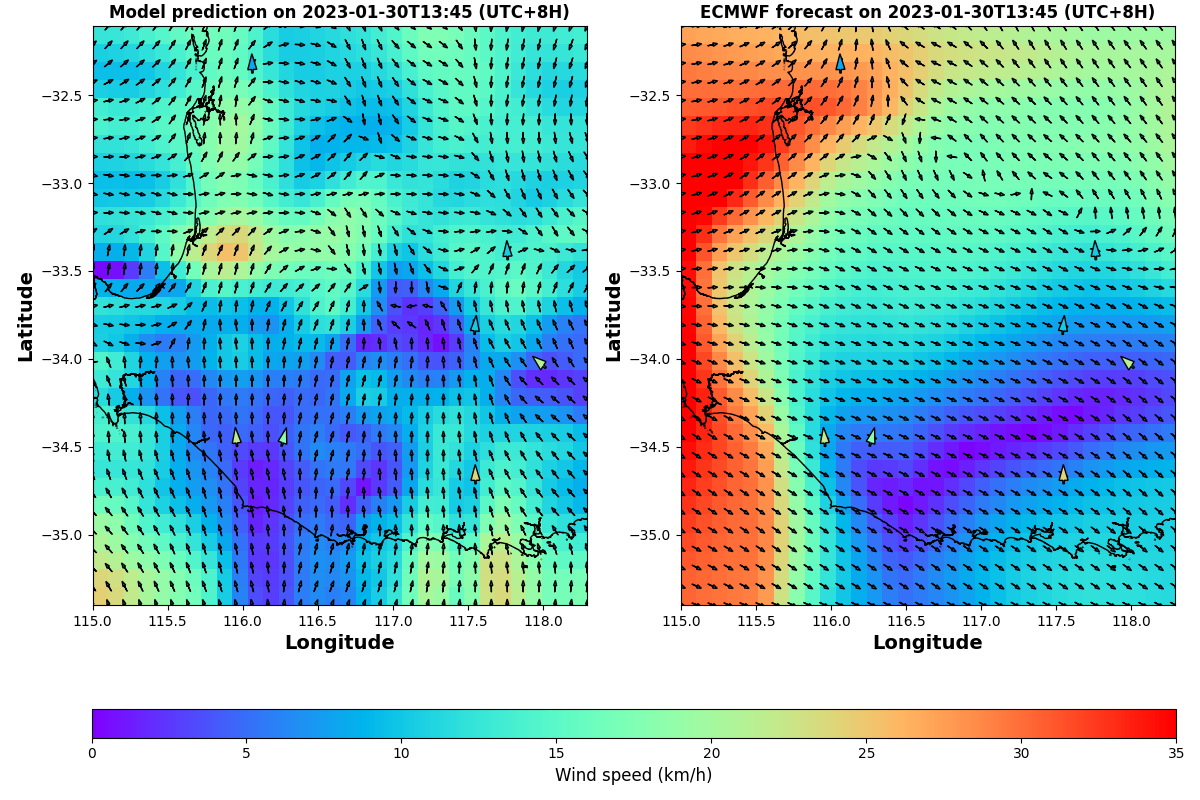 Model prediction on 2023-01-30T13:45 (UTC+8H)
ECMWF forecast on 2023-01-30T13:45 (UTC+8H)
−32.5
−33.0
−33.5
−34.0
−34.5
−35.0
Latitude
115.0 115.5 116.0 116.5 117.0 117.5 118.0
Longitude
−32.5
−33.0
−33.5
−34.0
−34.5
−35.0
Latitude
115.0 115.5 116.0 116.5 117.0 117.5 118.0
Longitude
0 5 10 15 20 25 30 35
Wind speed (km/h)